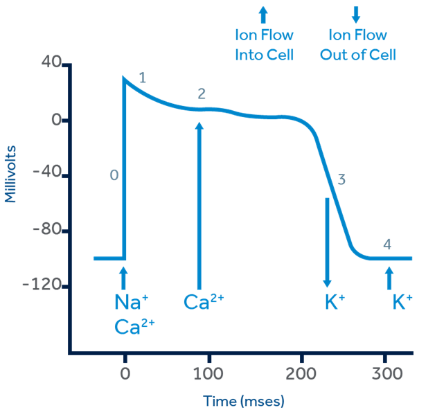 Ion Flow
Into Cell
Ion Flow
Out of Cell
40
0
-40
-80
-120
Millivolts
0
1
2
3
4
Na⁺
Ca²⁺
Ca²⁺
K⁺
K⁺
0
100
200
300
Time (mses)